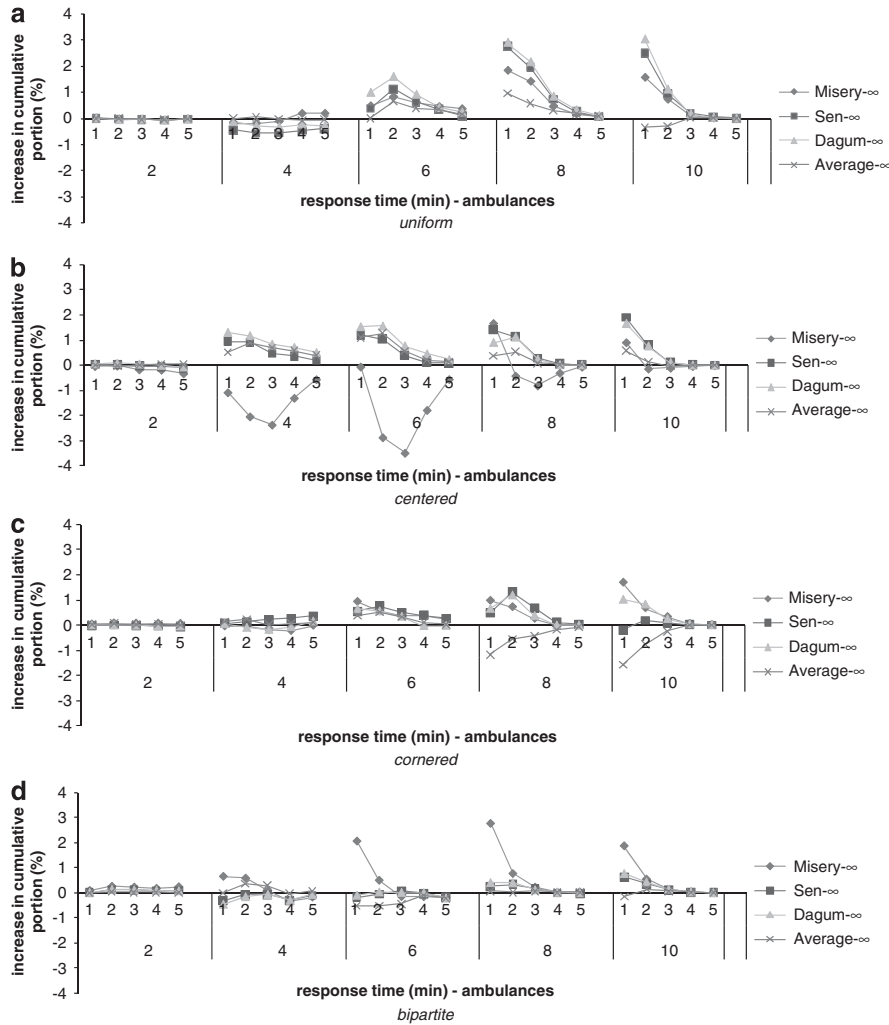 a
increase in cumulative
portion (%)
4
3
2
1
0
-1
-2
-3
-4
1 2 3 4 5 1 2 3 4 5 1 2 3 4 5 1 2 3 4 5 1 2 3 4 5
2 4 6 8 10
response time (min) - ambulances
uniform
Misery-∞
Sen-∞
Dagum-∞
Average-∞
b
increase in cumulative
portion (%)
4
3
2
1
0
-1
-2
-3
-4
1 2 3 4 5 1 2 3 4 5 1 2 3 4 5 1 2 3 4 5 1 2 3 4 5
2 4 6 8 10
response time (min) - ambulances
centered
Misery-∞
Sen-∞
Dagum-∞
Average-∞
c
increase in cumulative
portion (%)
4
3
2
1
0
-1
-2
-3
-4
1 2 3 4 5 1 2 3 4 5 1 2 3 4 5 1 2 3 4 5 1 2 3 4 5
2 4 6 8 10
response time (min) - ambulances
cornered
Misery-∞
Sen-∞
Dagum-∞
Average-∞
d
increase in cumulative
portion (%)
4
3
2
1
0
-1
-2
-3
-4
1 2 3 4 5 1 2 3 4 5 1 2 3 4 5 1 2 3 4 5 1 2 3 4 5
2 4 6 8 10
response time (min) - ambulances
bipartite
Misery-∞
Sen-∞
Dagum-∞
Average-∞